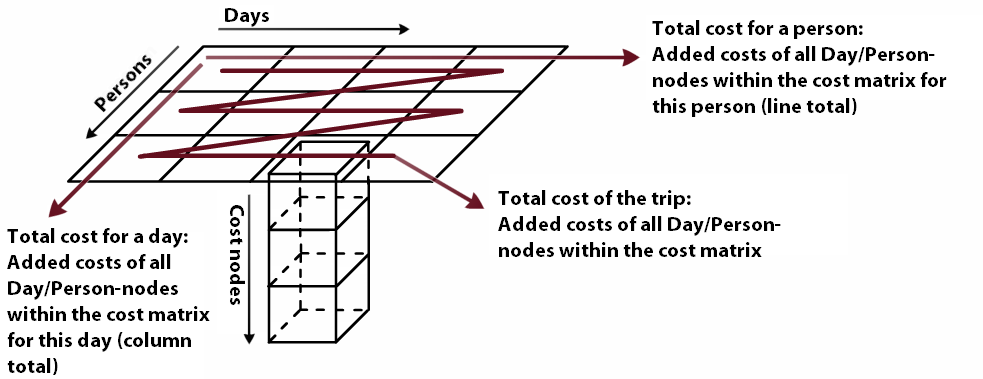 Days
Persons
Total cost for a person:
Added costs of all Day/Person-
nodes within the cost matrix for
this person (line total)
Total cost of the trip:
Added costs of all Day/Person-
nodes within the cost matrix
Cost nodes
Total cost for a day:
Added costs of all
Day/Person-nodes
within the cost matrix
for this day (column
total)